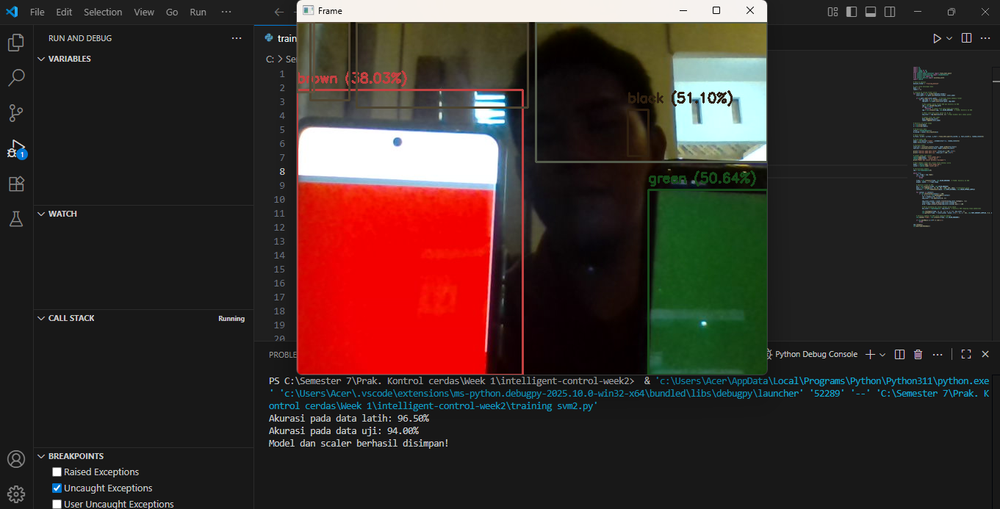 File Edit Selection View Go Run ···
Frame
RUN AND DEBUG ···
VARIABLES
WATCH
CALL STACK Running
BREAKPOINTS
Raised Exceptions
Uncaught Exceptions
User Uncaught Exceptions
1
train
C: > Se
1
2
3
4
5
6
7
8
9
10
11
12
13
14
15
16
17
18
19
20
brown (38.03%)
black (51.10%)
green (50.64%)
PROBLE
Python Debug Console
PS C:\Semester 7\Prak. Kontrol cerdas\Week 1\intelligent-control-week2> & 'c:\Users\Acer\AppData\Local\Programs\Python\Python311\python.exe
' 'c:\Users\Acer\.vscode\extensions\ms-python.debugpy-2025.10.0-win32-x64\bundled\libs\debugpy\launcher' '52289' '--' 'C:\Semester 7\Prak. K
ontrol cerdas\Week 1\intelligent-control-week2\training svm2.py'
Akurasi pada data latih: 96.50%
Akurasi pada data uji: 94.00%
Model dan scaler berhasil disimpan!